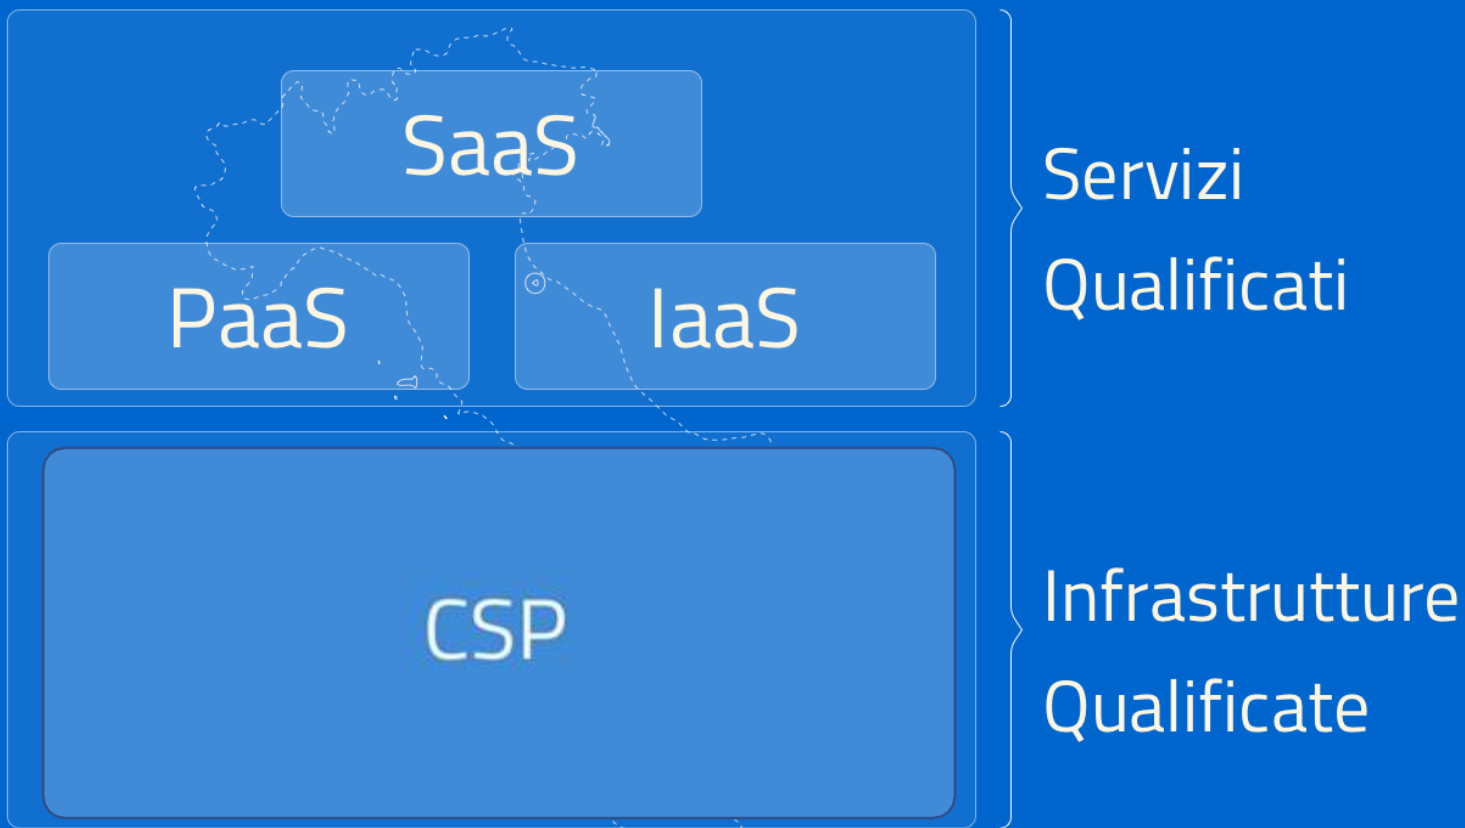 SaaS
PaaS IaaS
Servizi
Qualificati
CSP
Infrastrutture
Qualificate